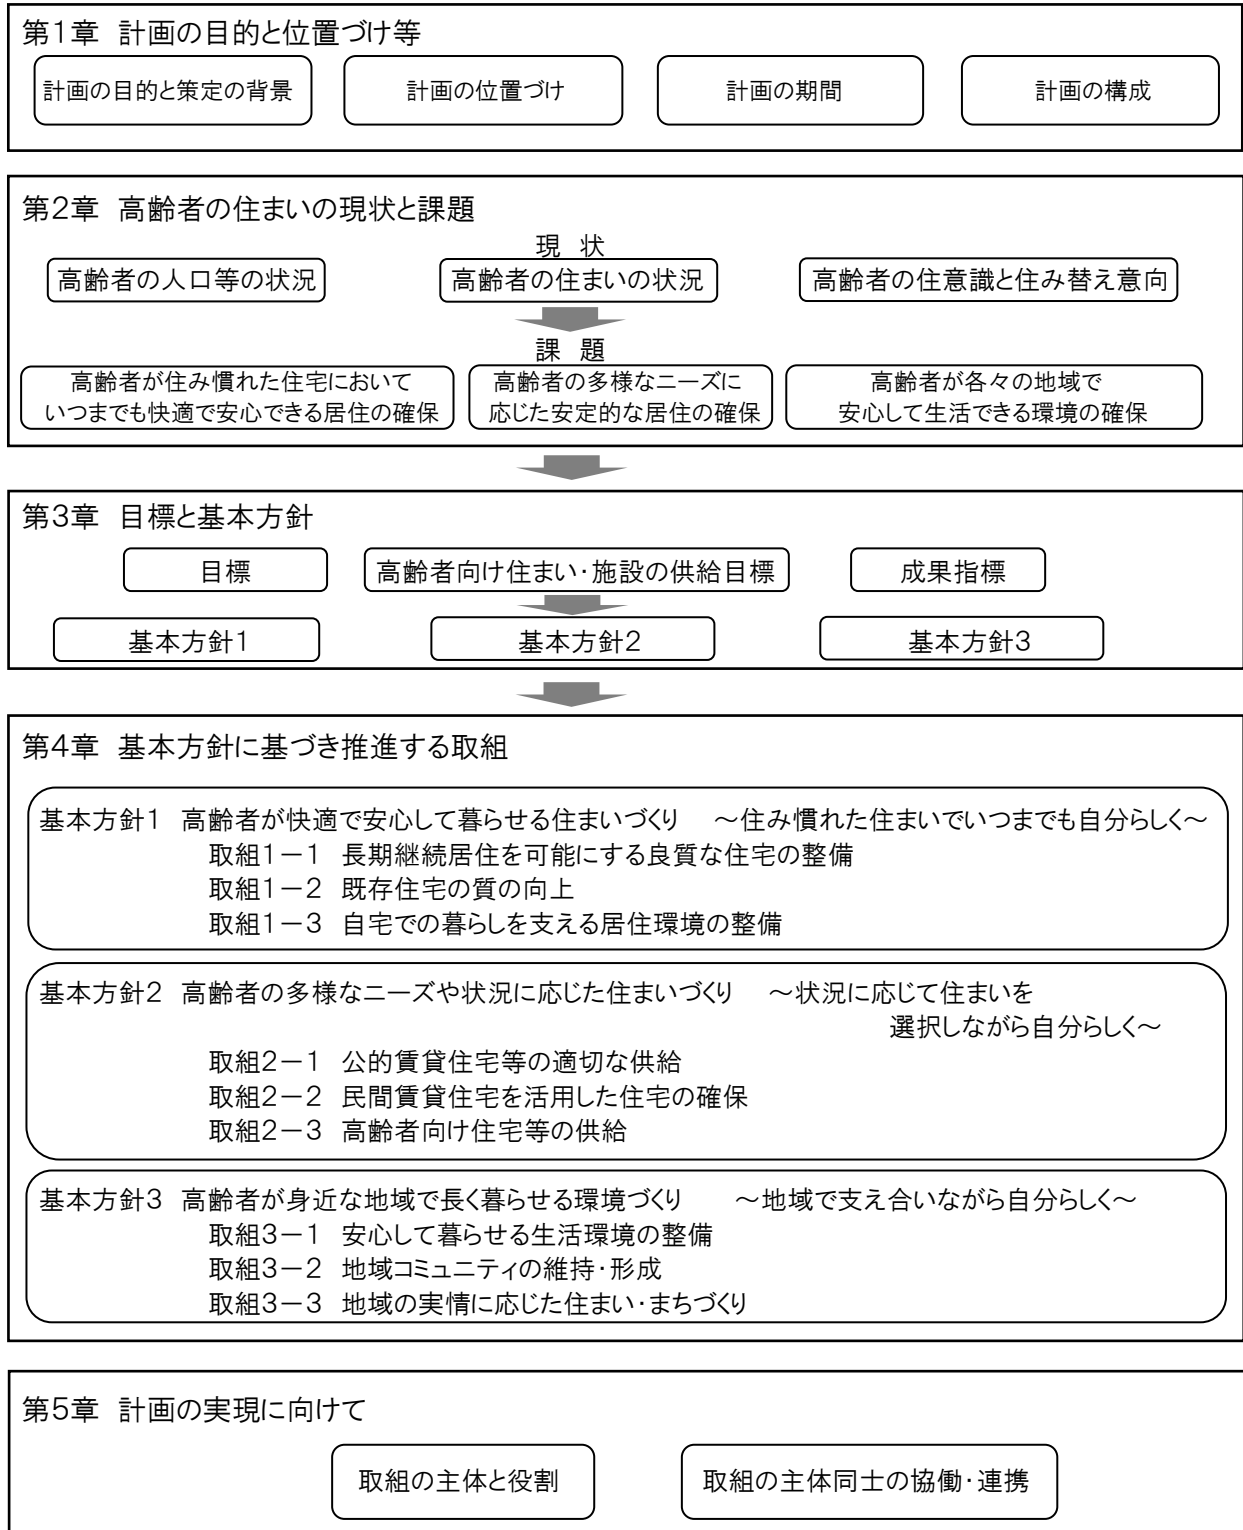 第1章 計画の目的と位置づけ等
計画の目的と策定の背景
計画の位置づけ
計画の期間
計画の構成
第2章 高齢者の住まいの現状と課題
現 状
高齢者の人口等の状況
高齢者の住まいの状況
高齢者の住意識と住み替え意向
課 題
高齢者が住み慣れた住宅において
いつまでも快適で安心できる居住の確保
高齢者の多様なニーズに
応じた安定的な居住の確保
高齢者が各々の地域で
安心して生活できる環境の確保
第3章 目標と基本方針
目標
高齢者向け住まい・施設の供給目標
成果指標
基本方針1
基本方針2
基本方針3
第4章 基本方針に基づき推進する取組
基本方針1 高齢者が快適で安心して暮らせる住まいづくり ～住み慣れた住まいでいつまでも自分らしく～
取組1－1 長期継続居住を可能にする良質な住宅の整備
取組1－2 既存住宅の質の向上
取組1－3 自宅での暮らしを支える居住環境の整備
基本方針2 高齢者の多様なニーズや状況に応じた住まいづくり ～状況に応じて住まいを
選択しながら自分らしく～
取組2－1 公的賃貸住宅等の適切な供給
取組2－2 民間賃貸住宅を活用した住宅の確保
取組2－3 高齢者向け住宅等の供給
基本方針3 高齢者が身近な地域で長く暮らせる環境づくり ～地域で支え合いながら自分らしく～
取組3－1 安心して暮らせる生活環境の整備
取組3－2 地域コミュニティの維持・形成
取組3－3 地域の実情に応じた住まい・まちづくり
第5章 計画の実現に向けて
取組の主体と役割
取組の主体同士の協働・連携